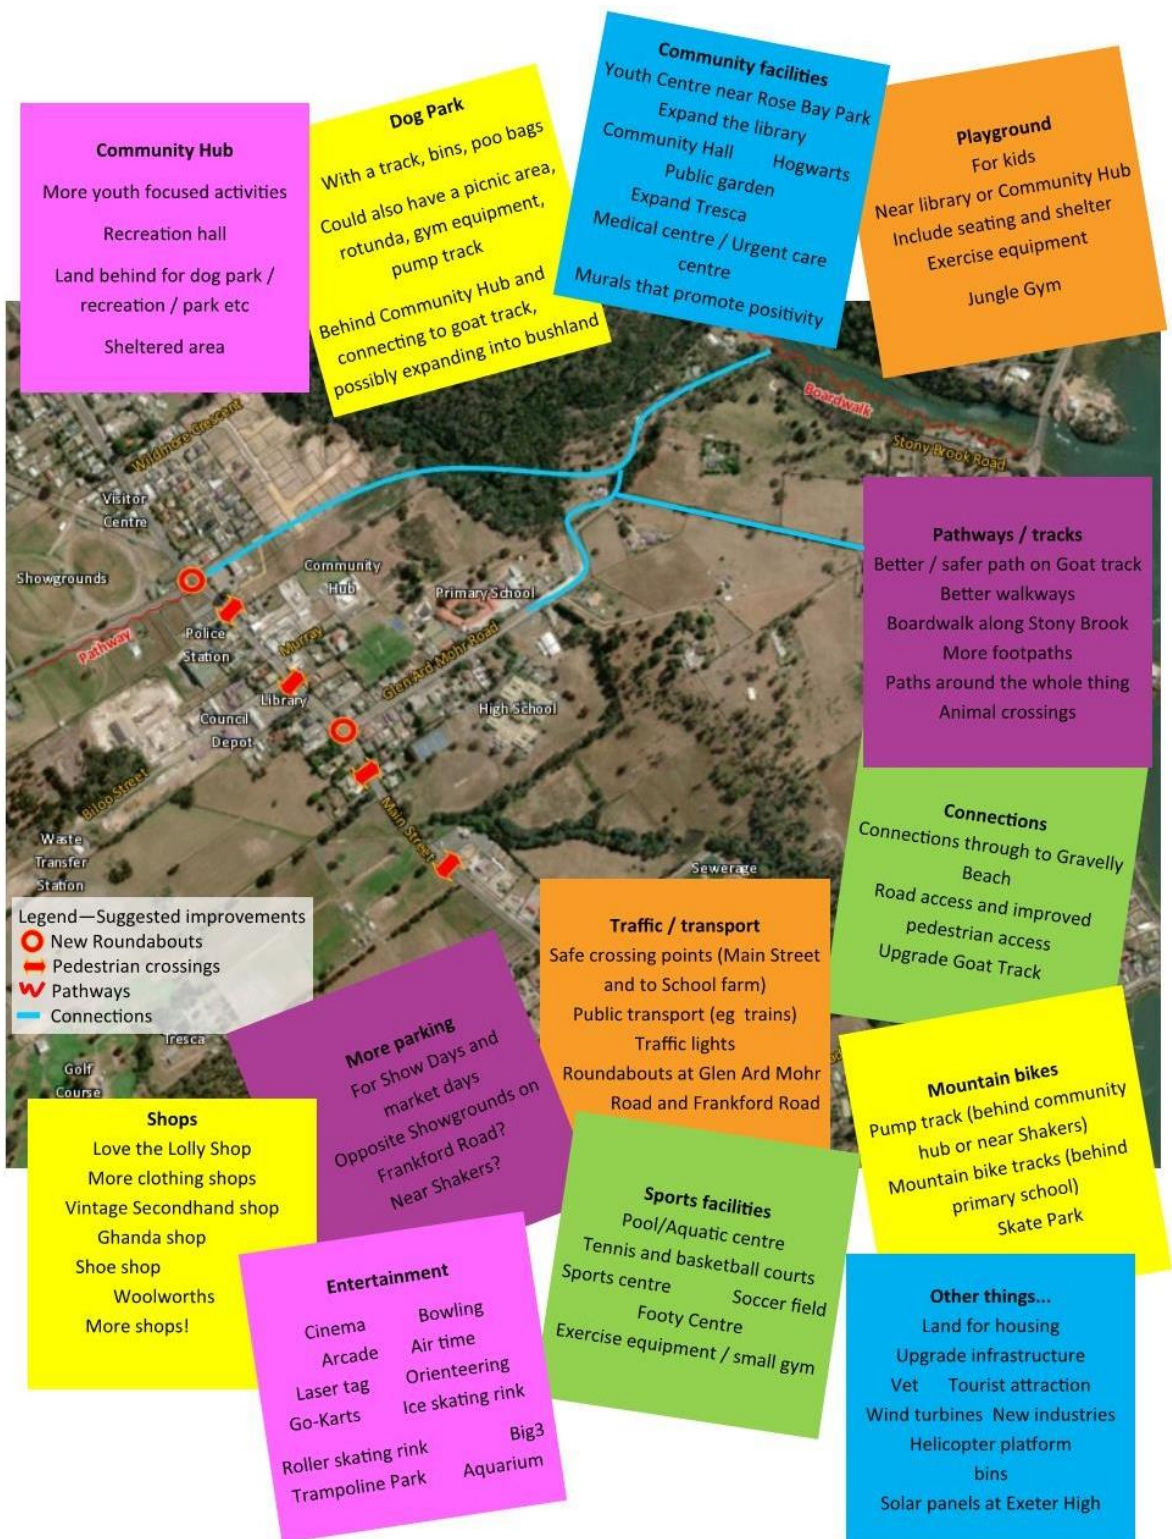 Community Hub
More youth focused activities
Recreation hall
Land behind for dog park /
recreation / park etc
Sheltered area
Dog Park
With a track, bins, poo bags
Could also have a picnic area,
rotunda, gym equipment,
pump track
Behind Community Hub and
connecting to goat track,
possibly expanding into bushland
Community facilities
Youth Centre near Rose Bay Park
Expand the library
Community Hall Hogwarts
Public garden
Expand Tresca
Medical centre / Urgent care
centre
Murals that promote positivity
Playground
For kids
Near library or Community Hub
Include seating and shelter
Exercise equipment
Jungle Gym
Boardwalk
Stony Brook Road
Wildmore Crescent
Visitor
Centre
Showgrounds
Community
Hub
Primary School
Pathway
Police
Station
Murray
Glen Ard Mohr Road
Library
High School
Council
Depot
Biloo Street
Main Street
Waste
Transfer
Station
Sewerage
Legend—Suggested improvements
New Roundabouts
Pedestrian crossings
Pathways
Connections
Tresca
Golf
Course
Pathways / tracks
Better / safer path on Goat track
Better walkways
Boardwalk along Stony Brook
More footpaths
Paths around the whole thing
Animal crossings
Connections
Connections through to Gravelly
Beach
Road access and improved
pedestrian access
Upgrade Goat Track
Traffic / transport
Safe crossing points (Main Street
and to School farm)
Public transport (eg trains)
Traffic lights
Roundabouts at Glen Ard Mohr
Road and Frankford Road
More parking
For Show Days and
market days
Opposite Showgrounds on
Frankford Road?
Near Shakers?
Mountain bikes
Pump track (behind community
hub or near Shakers)
Mountain bike tracks (behind
primary school)
Skate Park
Shops
Love the Lolly Shop
More clothing shops
Vintage Secondhand shop
Ghanda shop
Shoe shop
Woolworths
More shops!
Sports facilities
Pool/Aquatic centre
Tennis and basketball courts
Sports centre Soccer field
Footy Centre
Exercise equipment / small gym
Entertainment
Cinema Bowling
Arcade Air time
Laser tag Orienteering
Go-Karts Ice skating rink
Roller skating rink Big3
Trampoline Park Aquarium
Other things...
Land for housing
Upgrade infrastructure
Vet Tourist attraction
Wind turbines New industries
Helicopter platform
bins
Solar panels at Exeter High